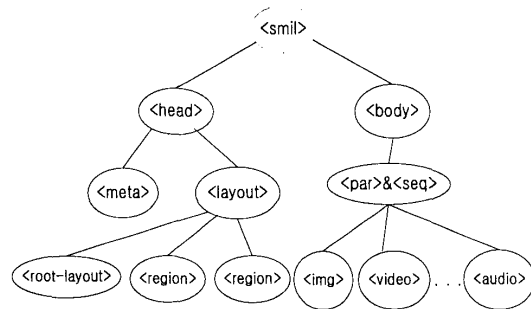 <smil>
<head> <body>
<meta> <layout> <par>&<seq>
<root-layout> <region> <region> <img> <video> ... <audio>